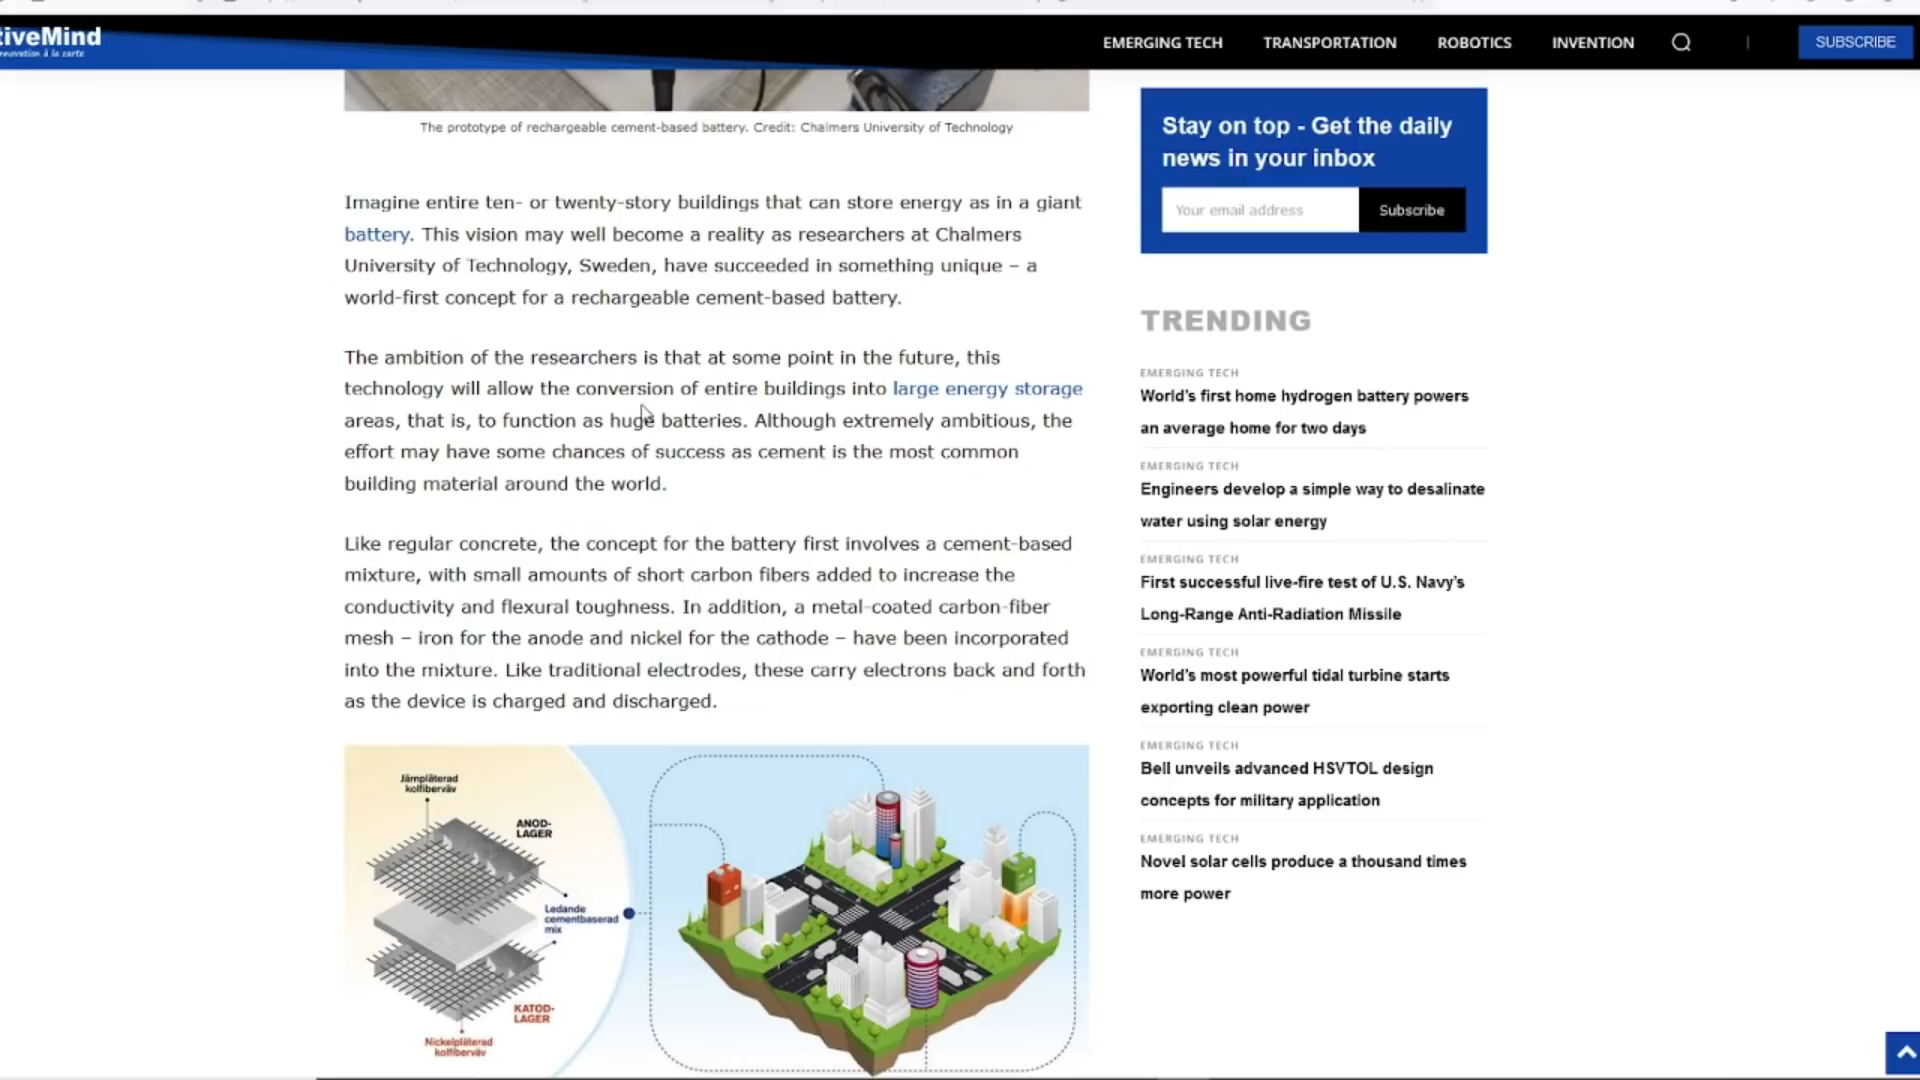 tiveMind
innovation à la carte
EMERGING TECH
TRANSPORTATION
ROBOTICS
INVENTION
SUBSCRIBE
The prototype of rechargeable cement-based battery. Credit: Chalmers University of Technology
Imagine entire ten- or twenty-story buildings that can store energy as in a giant
battery. This vision may well become a reality as researchers at Chalmers
University of Technology, Sweden, have succeeded in something unique – a
world-first concept for a rechargeable cement-based battery.
The ambition of the researchers is that at some point in the future, this
technology will allow the conversion of entire buildings into large energy storage
areas, that is, to function as huge batteries. Although extremely ambitious, the
effort may have some chances of success as cement is the most common
building material around the world.
Like regular concrete, the concept for the battery first involves a cement-based
mixture, with small amounts of short carbon fibers added to increase the
conductivity and flexural toughness. In addition, a metal-coated carbon-fiber
mesh – iron for the anode and nickel for the cathode – have been incorporated
into the mixture. Like traditional electrodes, these carry electrons back and forth
as the device is charged and discharged.
Järnpläterad
kolfiberväv
ANOD-
LAGER
Ledande
cementbaserad
mix
KATOD-
LAGER
Nickelpläterad
kolfiberväv
Stay on top - Get the daily
news in your inbox
Your email address
Subscribe
TRENDING
EMERGING TECH
World's first home hydrogen battery powers
an average home for two days
EMERGING TECH
Engineers develop a simple way to desalinate
water using solar energy
EMERGING TECH
First successful live-fire test of U.S. Navy's
Long-Range Anti-Radiation Missile
EMERGING TECH
World's most powerful tidal turbine starts
exporting clean power
EMERGING TECH
Bell unveils advanced HSVTOL design
concepts for military application
EMERGING TECH
Novel solar cells produce a thousand times
more power